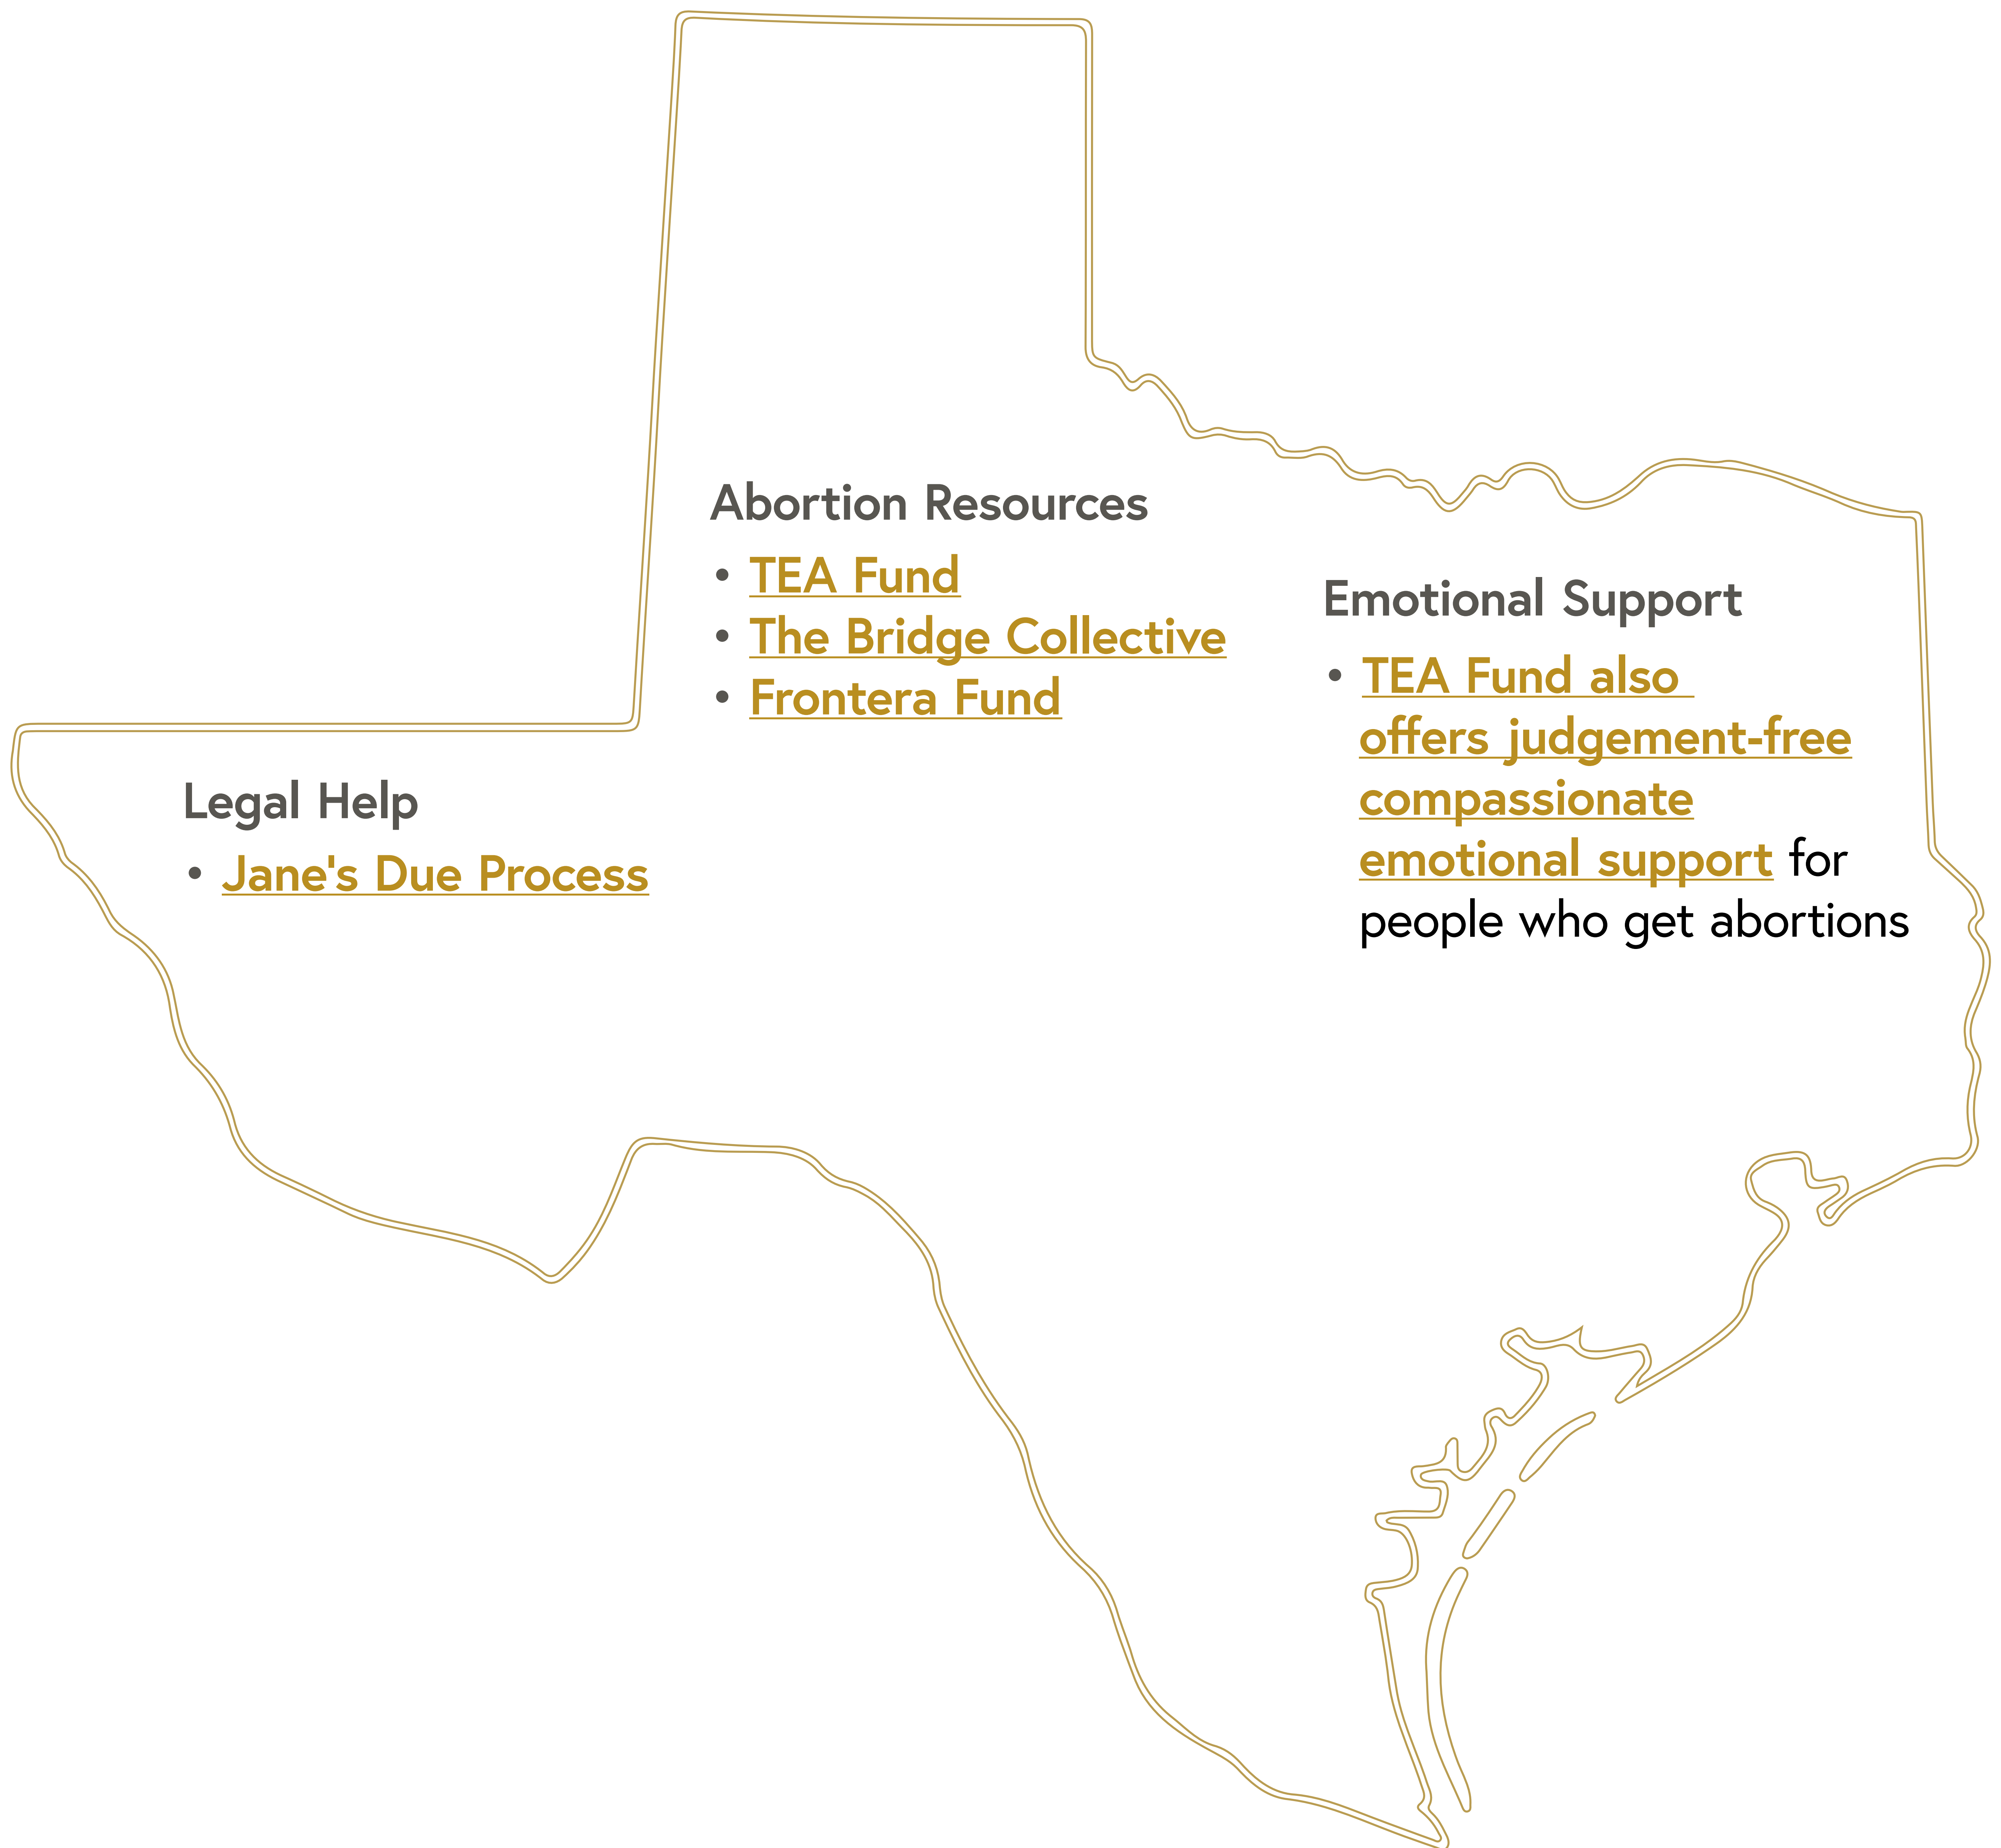 Abortion Resources
• TEA Fund
• The Bridge Collective
• Frontera Fund
Emotional Support
• TEA Fund also
offers judgement-free
compassionate
emotional support for
people who get abortions
Legal Help
• Jane's Due Process